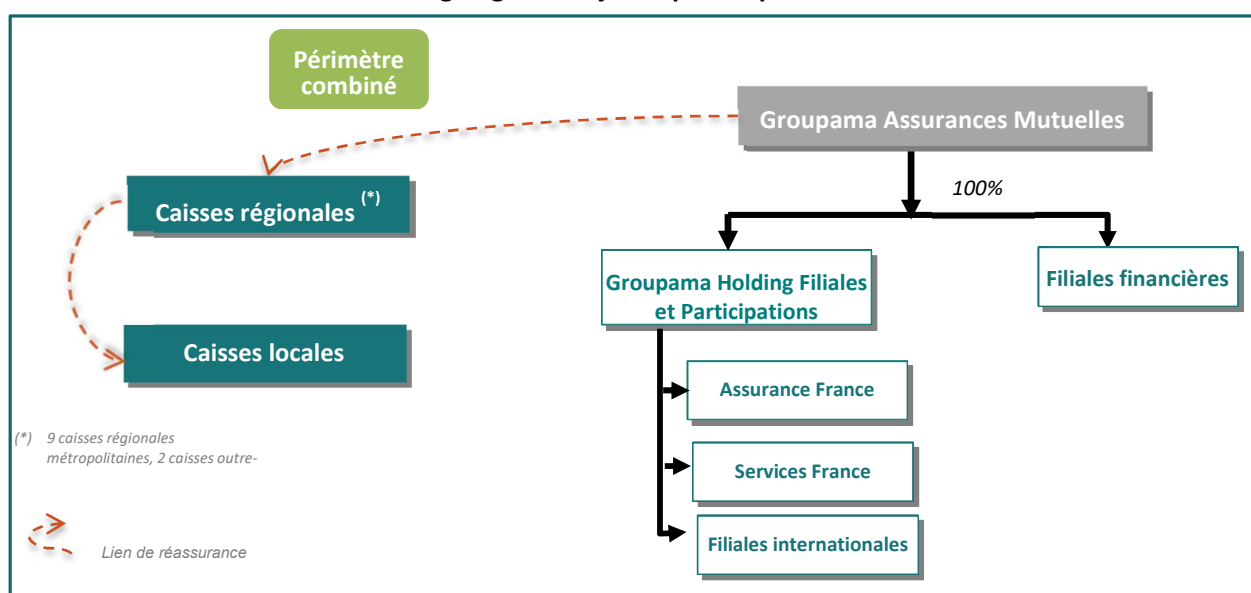 Périmètre
combiné
Groupama Assurances Mutuelles
100%
Caisses régionales (*)
Groupama Holding Filiales
et Participations
Filiales financières
Caisses locales
Assurance France
(*) 9 caisses régionales
métropolitaines, 2 caisses outre-
Services France
Filiales internationales
Lien de réassurance